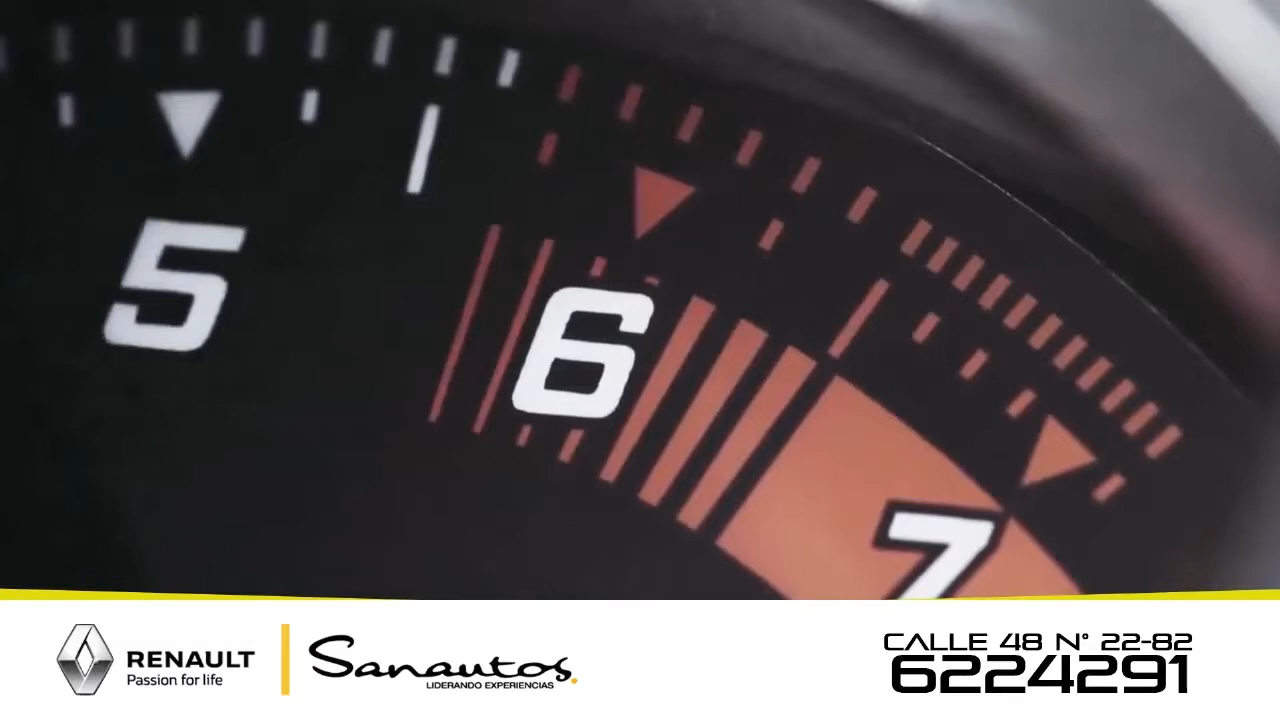 5
6
7
RENAULT
Passion for life
Sanautos.
LIDERANDO EXPERIENCIAS
CALLE 48 N° 22-82
6224291